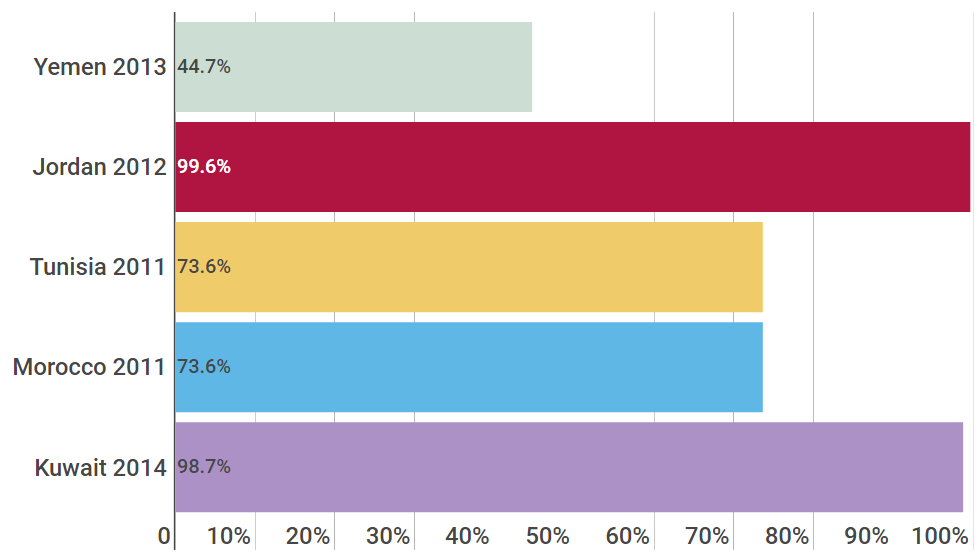 Yemen 2013 44.7%
Jordan 2012 99.6%
Tunisia 2011 73.6%
Morocco 2011 73.6%
Kuwait 2014 98.7%
0 10% 20% 30% 40% 50% 60% 70% 80% 90% 100%